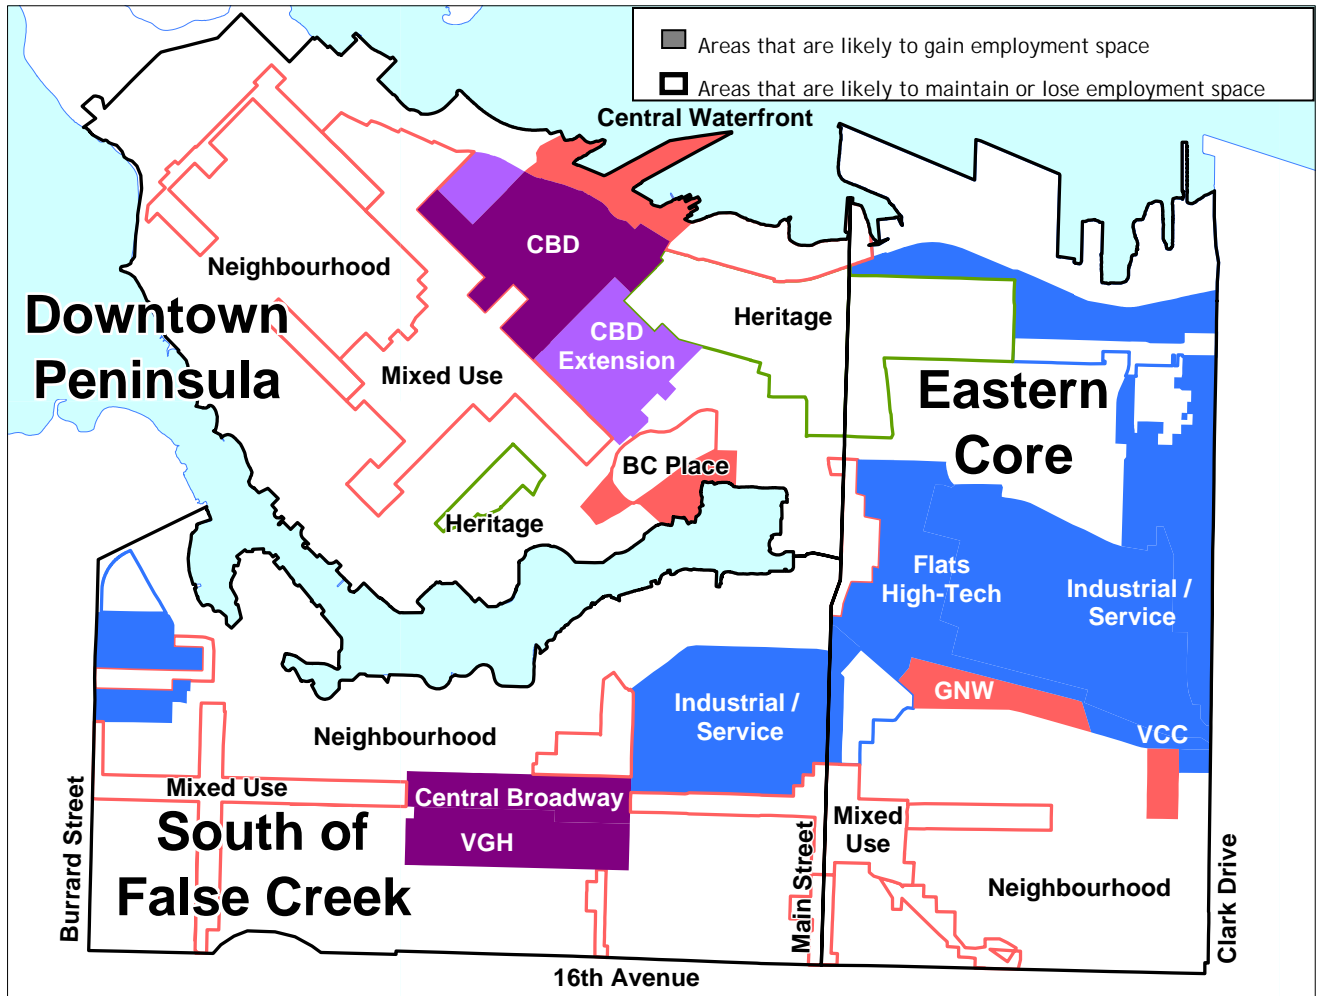 Areas that are likely to gain employment space
Areas that are likely to maintain or lose employment space
Central Waterfront
CBD
Neighbourhood
Downtown
Peninsula
Heritage
CBD
Extension
Mixed Use
Eastern
Core
BC Place
Heritage
Flats
High-Tech
Industrial /
Service
GNW
Industrial /
Service
VCC
Neighbourhood
Mixed Use
Central Broadway
VGH
South of
False Creek
Mixed
Use
Neighbourhood
Burrard Street
Main Street
Clark Drive
16th Avenue